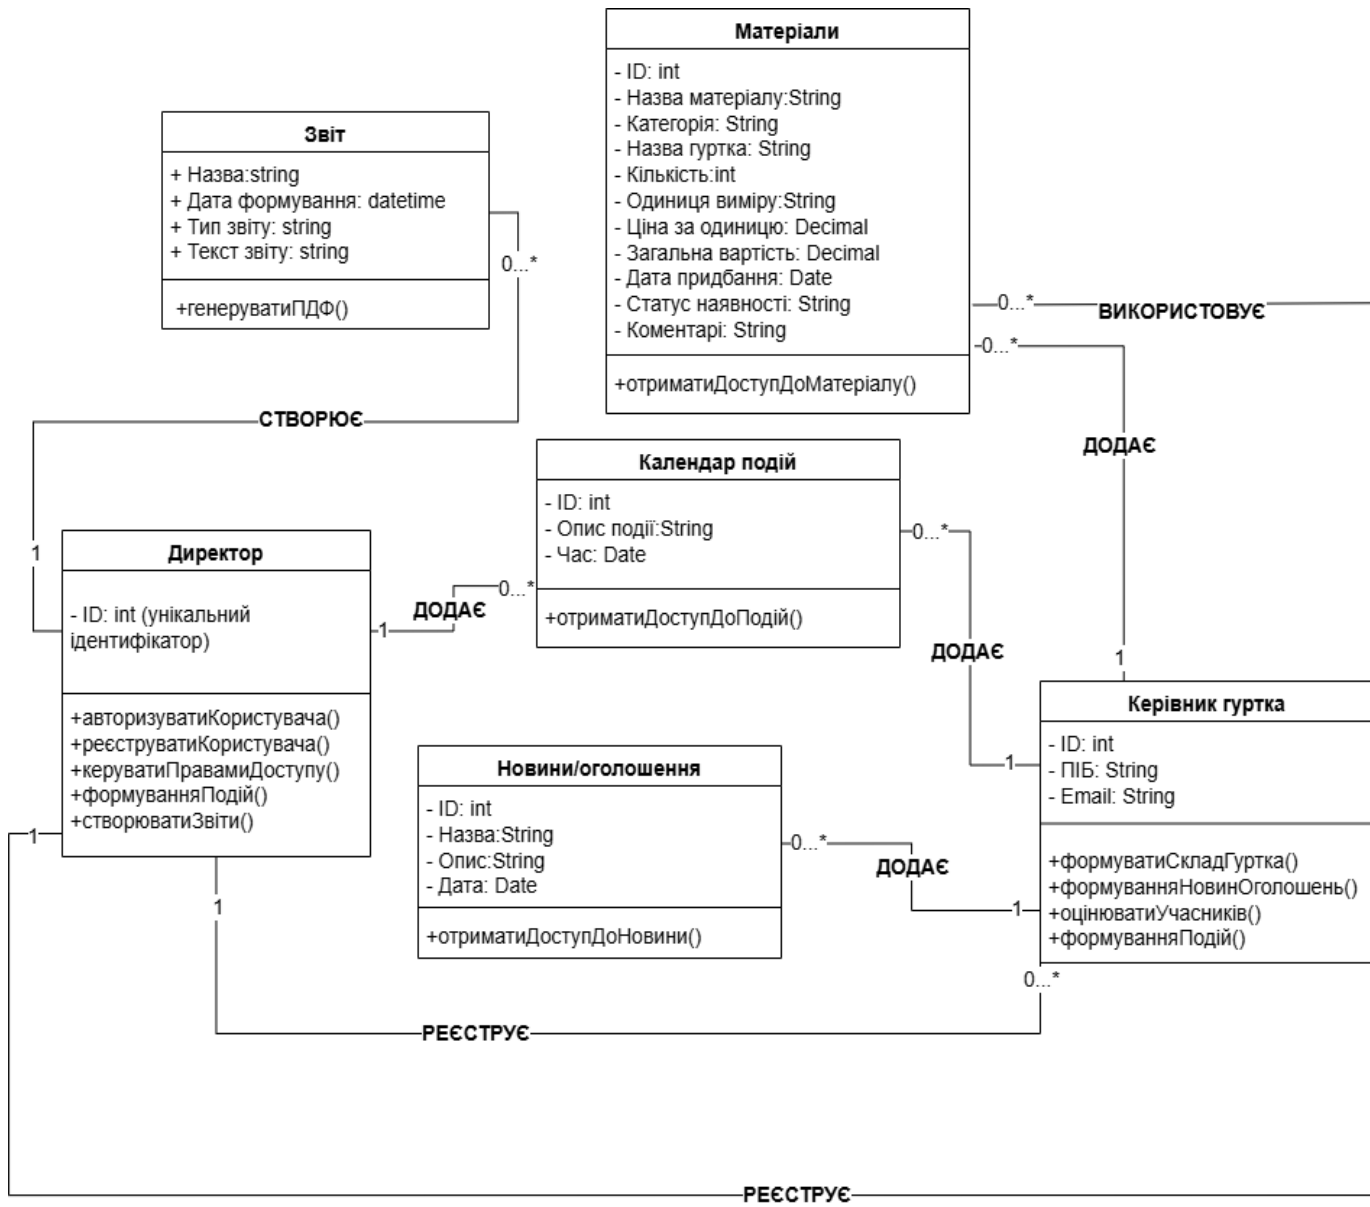 Матеріали
- ID: int
- Назва матеріалу:String
- Категорія: String
- Назва гуртка: String
- Кількість:int
- Одиниця виміру:String
- Ціна за одиницю: Decimal
- Загальна вартість: Decimal
- Дата придбання: Date
- Статус наявності: String
- Коментарі: String
+отриматиДоступДоМатеріалу()
Звіт
+ Назва:string
+ Дата формування: datetime
+ Тип звіту: string
+ Текст звіту: string
+генеруватиПДФ()
0...*
0...*
ВИКОРИСТОВУЄ
0...*
СТВОРЮЄ
ДОДАЄ
Календар подій
- ID: int
- Опис події:String
- Час: Date
+отриматиДоступДоПодій()
0...*
0...*
1
ДОДАЄ
1
Директор
- ID: int (унікальний
ідентифікатор)
+авторизуватиКористувача()
+реєструватиКористувача()
+керуватиПравамиДоступу()
+формуванняПодій()
+створюватиЗвіти()
ДОДАЄ
1
1
Керівник гуртка
- ID: int
- ПІБ: String
- Email: String
+формуватиСкладГуртка()
+формуванняНовинОголошень()
+оцінюватиУчасників()
+формуванняПодій()
Новини/оголошення
- ID: int
- Назва:String
- Опис:String
- Дата: Date
+отриматиДоступДоНовини()
0...*
ДОДАЄ
1
1
1
0...*
РЕЄСТРУЄ
РЕЄСТРУЄ